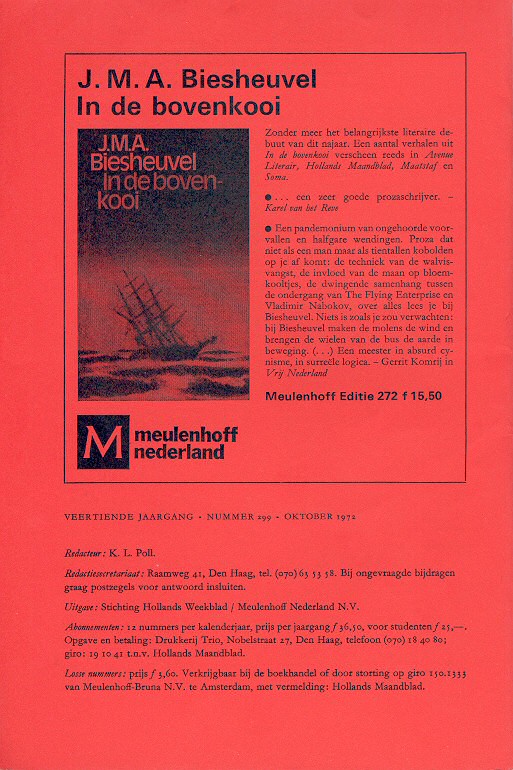 J. M. A. Biesheuvel
In de bovenkooi
J.M.A.
Biesheuvel
In de boven-
kooi
Zonder meer het belangrijkste literaire de-
buut van dit najaar. Een aantal verhalen uit
In de bovenkooi verscheen reeds in Avenue
Literair, Hollands Maandblad, Maatstaf en
Soma.
● . . . een zeer goede prozaschrijver. –
Karel van het Reve
● Een pandemonium van ongehoorde voor-
vallen en halfgare wendingen. Proza dat
niet als een man maar als tientallen kobolden
op je af komt: de techniek van de walvis-
vangst, de invloed van de maan op bloem-
kooltjes, de dwingende samenhang tussen
de ondergang van The Flying Enterprise en
Vladimir Nabokov, over alles lees je bij
Biesheuvel. Niets is zoals je zou verwachten:
bij Biesheuvel maken de molens de wind en
brengen de wielen van de bus de aarde in
beweging. (. . .) Een meester in absurd cy-
nisme, in surreële logica. – Gerrit Komrij in
Vrij Nederland
Meulenhoff Editie 272 f 15,50
M meulenhoff
nederland
VEERTIENDE JAARGANG - NUMMER 299 - OKTOBER 1972
Redacteur: K. L. Poll.
Redactiesecretariaat: Raamweg 41, Den Haag, tel. (070) 63 53 58. Bij ongevraagde bijdragen
graag postzegels voor antwoord insluiten.
Uitgave: Stichting Hollands Weekblad / Meulenhoff Nederland N.V.
Abonnementen: 12 nummers per kalenderjaar, prijs per jaargang f 36,50, voor studenten f 25,—.
Opgave en betaling: Drukkerij Trio, Nobelstraat 27, Den Haag, telefoon (070) 18 40 80;
giro: 19 10 41 t.n.v. Hollands Maandblad.
Losse nummers: prijs f 3,60. Verkrijgbaar bij de boekhandel of door storting op giro 150.1333
van Meulenhoff-Bruna N.V. te Amsterdam, met vermelding: Hollands Maandblad.